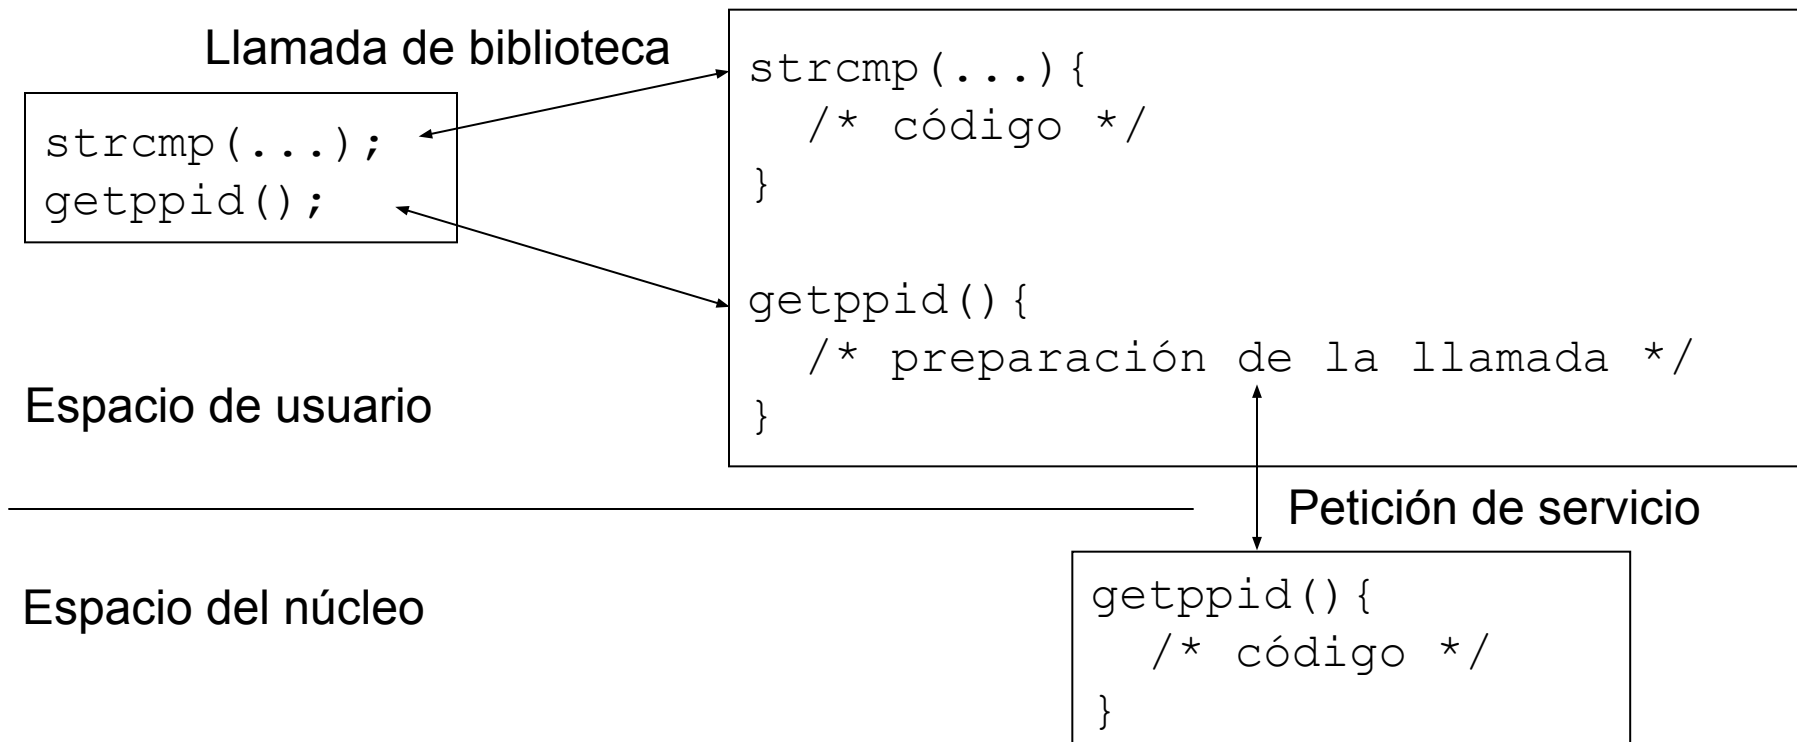 Llamada de biblioteca
strcmp(...);
getppid();
strcmp(...){
/* código */
}
getppid(){
/* preparación de la llamada */
}
Espacio de usuario
Petición de servicio
Espacio del núcleo
getppid(){
/* código */
}